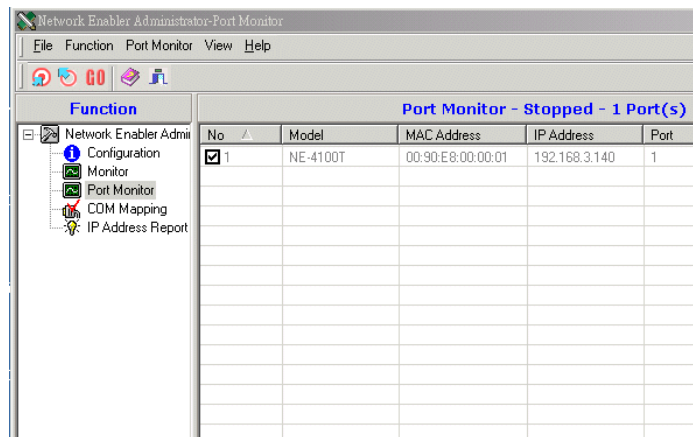 Network Enabler Administrator-Port Monitor
File Function Port Monitor View Help
GO
Function
Port Monitor - Stopped - 1 Port(s)
Network Enabler Admi
Configuration
Monitor
Port Monitor
COM Mapping
IP Address Report
No Model MAC Address IP Address Port
1 NE-4100T 00:90:E8:00:00:01 192.168.3.140 1